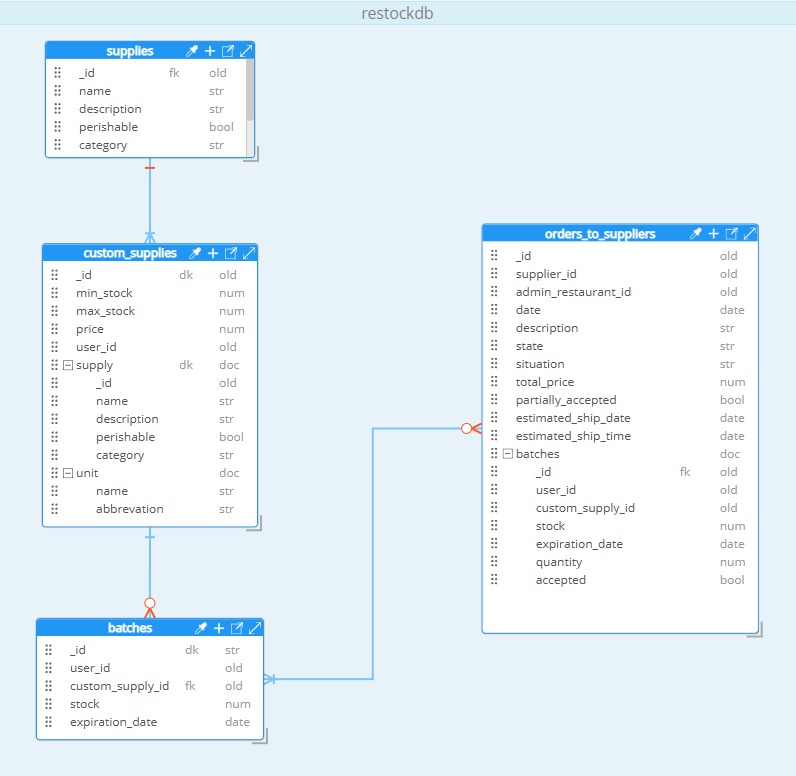 restockdb
supplies
_id fk old
name str
description str
perishable bool
category str
custom_supplies
_id dk old
min_stock num
max_stock num
price num
user_id old
supply dk doc
_id old
name str
description str
perishable bool
category str
unit doc
name str
abbrevation str
batches
_id dk str
user_id old
custom_supply_id fk old
stock num
expiration_date date
orders_to_suppliers
_id old
supplier_id old
admin_restaurant_id old
date date
description str
state str
situation str
total_price num
partially_accepted bool
estimated_ship_date date
estimated_ship_time date
batches doc
_id fk old
user_id old
custom_supply_id old
stock num
expiration_date date
quantity num
accepted bool